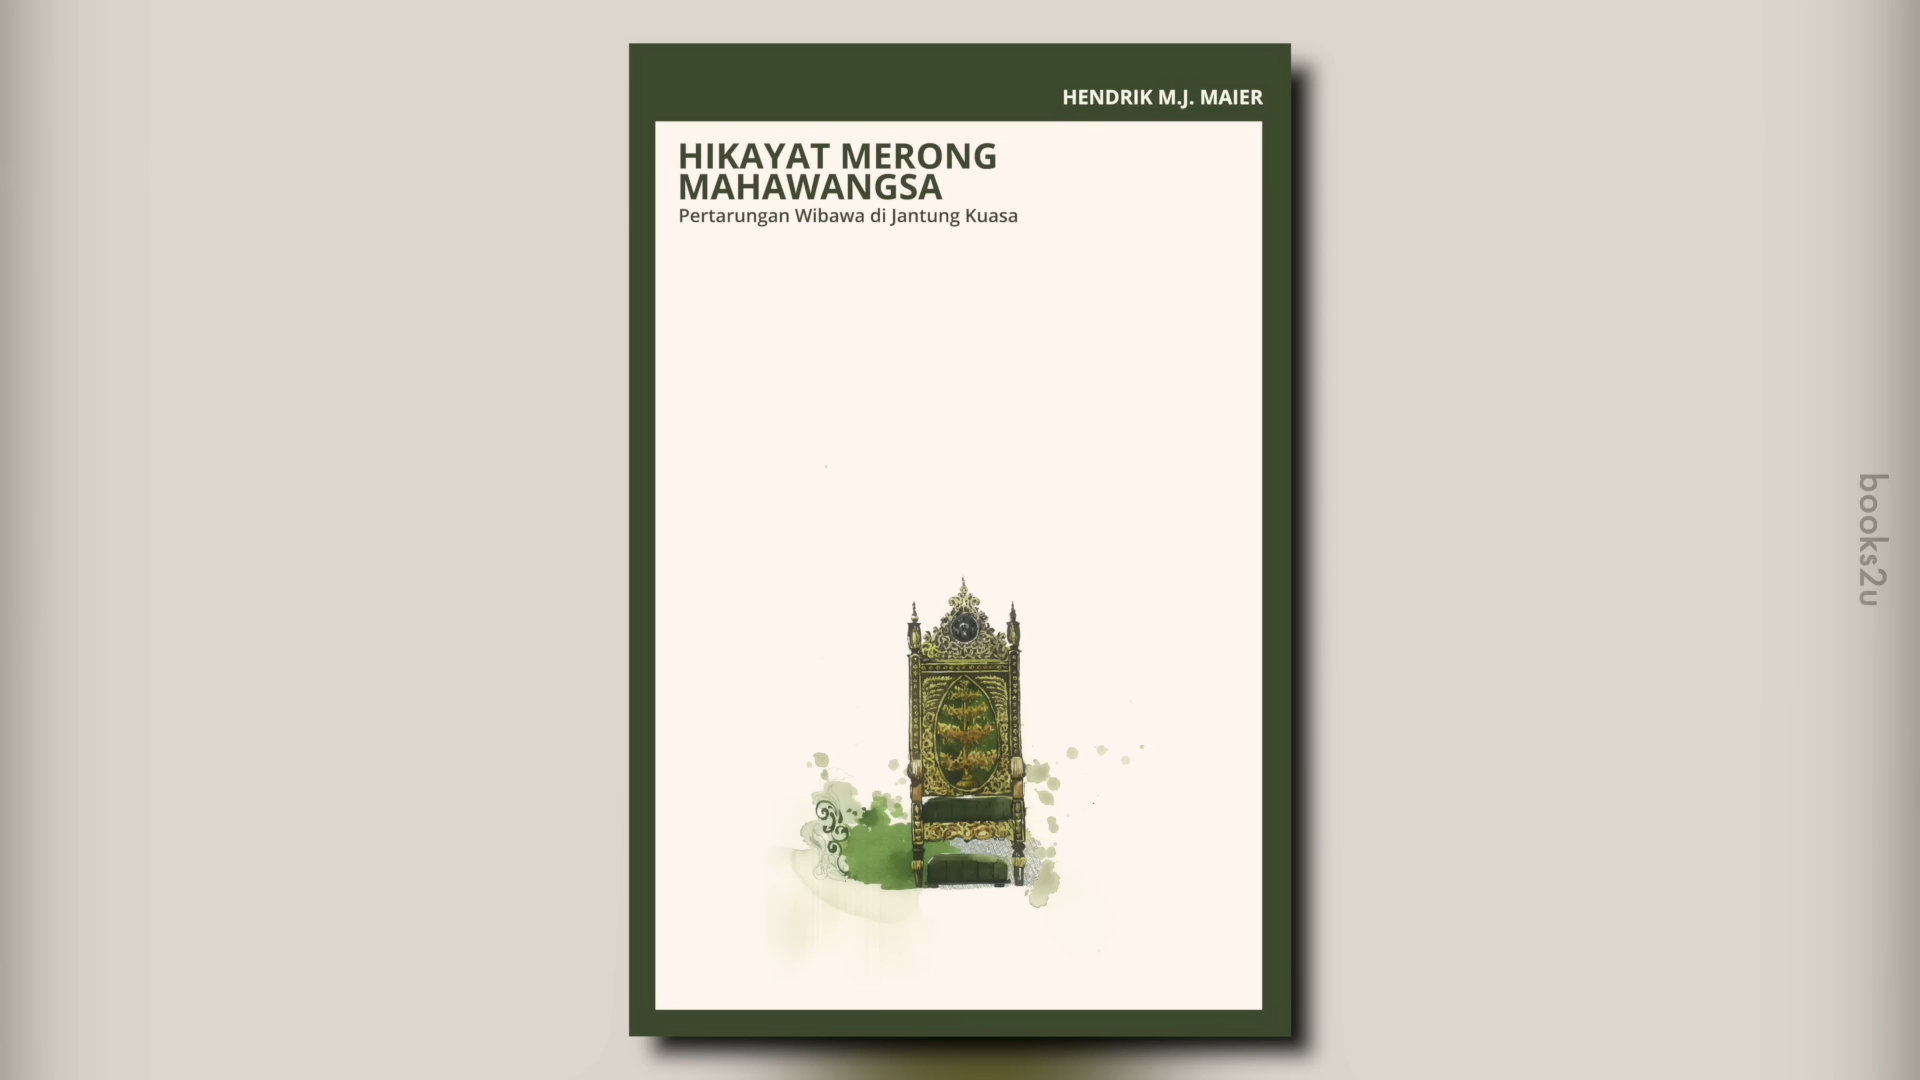 HENDRIK M.J. MAIER
HIKAYAT MERONG
MAHAWANGSA
Pertarungan Wibawa di Jantung Kuasa
books2u